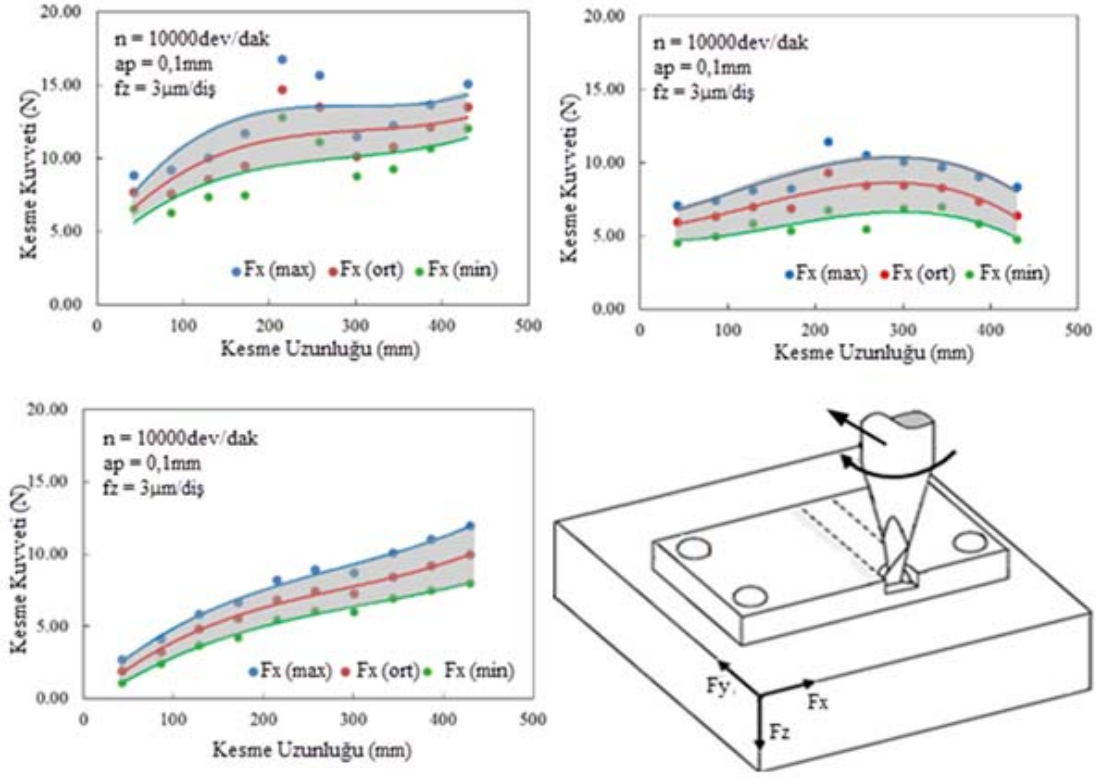 20.00
15.00
10.00
5.00
0.00
Kesme Kuvveti (N)
n = 10000dev/dak
ap = 0,1mm
fz = 3µm/diş
Fx (max) Fx (ort) Fx (min)
0 100 200 300 400 500
Kesme Uzunluğu (mm)
20.00
15.00
10.00
5.00
0.00
Kesme Kuvveti (N)
n = 10000dev/dak
ap = 0,1mm
fz = 3µm/diş
Fx (max) Fx (ort) Fx (min)
0 100 200 300 400 500
Kesme Uzunluğu (mm)
20.00
15.00
10.00
5.00
0.00
Kesme Kuvveti (N)
n = 10000dev/dak
ap = 0,1mm
fz = 3µm/diş
Fx (max) Fx (ort) Fx (min)
0 100 200 300 400 500
Kesme Uzunluğu (mm)
Fy
Fx
Fz